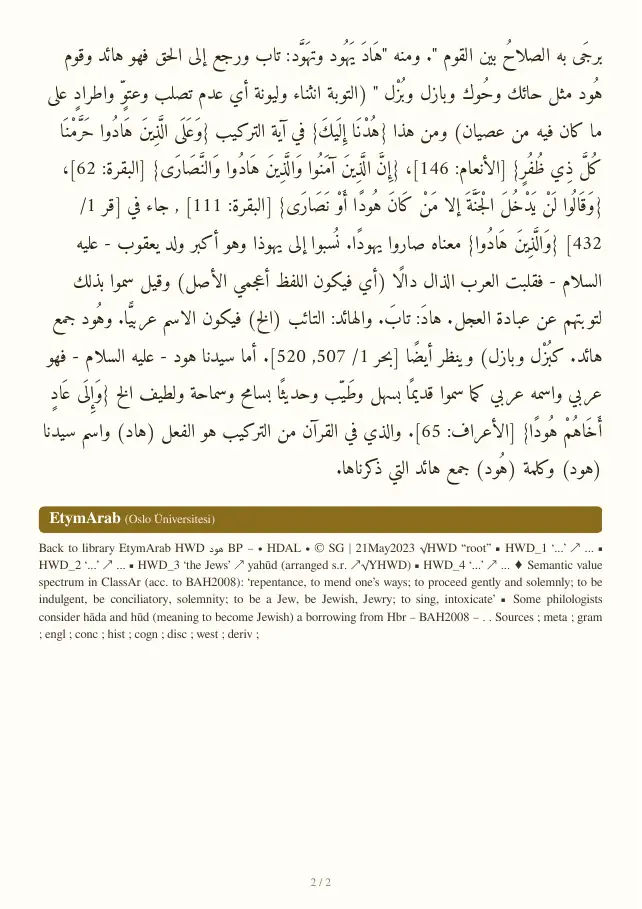 يرجَى به الصلاحُ بين القوم ". ومنه "هَادَ يَهُود وتهَوَّد: تاب ورجع إلى الحق فهو هائد وقوم
هُود مثل حائك وحُوك وبازل وبُزْل " (التوبة انثناء وليونة أي عدم تصلب وعتوّ واطرادٍ على
ما كان فيه من عصيان) ومن هذا {هُدْنَا إِلَيْكَ} في آية التركيب {وَعَلَى الَّذِينَ هَادُوا حَرَّمْنَا
كُلَّ ذِي ظُفُرٍ} [الأنعام: 146]، {إِنَّ الَّذِينَ آمَنُوا وَالَّذِينَ هَادُوا وَالنَّصَارَى} [البقرة: 62]،
{وَقَالُوا لَنْ يَدْخُلَ الْجَنَّةَ إلا مَنْ كَانَ هُودًا أَوْ نَصَارَى} [البقرة: 111] , جاء في [قر 1/
432] {وَالَّذِينَ هَادُوا} معناه صاروا يهودًا. نُسبوا إلى يهوذا وهو أكبر ولد يعقوب - عليه
السلام - فقلبت العرب الذال دالًا (أي فيكون اللفظ أعجمي الأصل) وقيل سموا بذلك
لتوبتهم عن عبادة العجل. هادَ: تابَ. والهائد: التائب (الخ) فيكون الاسم عربيًّا. وهُود جمع
هائد. كبُزْل وبازل) وينظر أيضًا [بحر 1/ 507, 520]. أما سيدنا هود - عليه السلام - فهو
عربي واسمه عربي كما سموا قديمًا بسهل وطَيّب وحديثًا بسامح وسماحة ولطيف الخ {وَإِلَى عَادٍ
أَخَاهُمْ هُودًا} [الأعراف: 65]. والذي في القرآن من التركيب هو الفعل (هاد) واسم سيدنا
(هود) وكلمة (هُود) جمع هائد التي ذكرناها.
EtymArab (Oslo Üniversitesi)
Back to library EtymArab HWD هود BP – • HDAL • © SG | 21May2023 √HWD “root” ▪ HWD_1 ‘…’ ↗ … ▪
HWD_2 ‘…’ ↗ … ▪ HWD_3 ‘the Jews’ ↗ yahūd (arranged s.r. ↗√YHWD) ▪ HWD_4 ‘…’ ↗ … ♦ Semantic value
spectrum in ClassAr (acc. to BAH2008): ‘repentance, to mend one’s ways; to proceed gently and solemnly; to be
indulgent, be conciliatory, solemnity; to be a Jew, be Jewish, Jewry; to sing, intoxicate’ ▪ Some philologists
consider hāda and hūd (meaning to become Jewish) a borrowing from Hbr – BAH2008 – . . Sources ; meta ; gram
; engl ; conc ; hist ; cogn ; disc ; west ; deriv ;
2 / 2